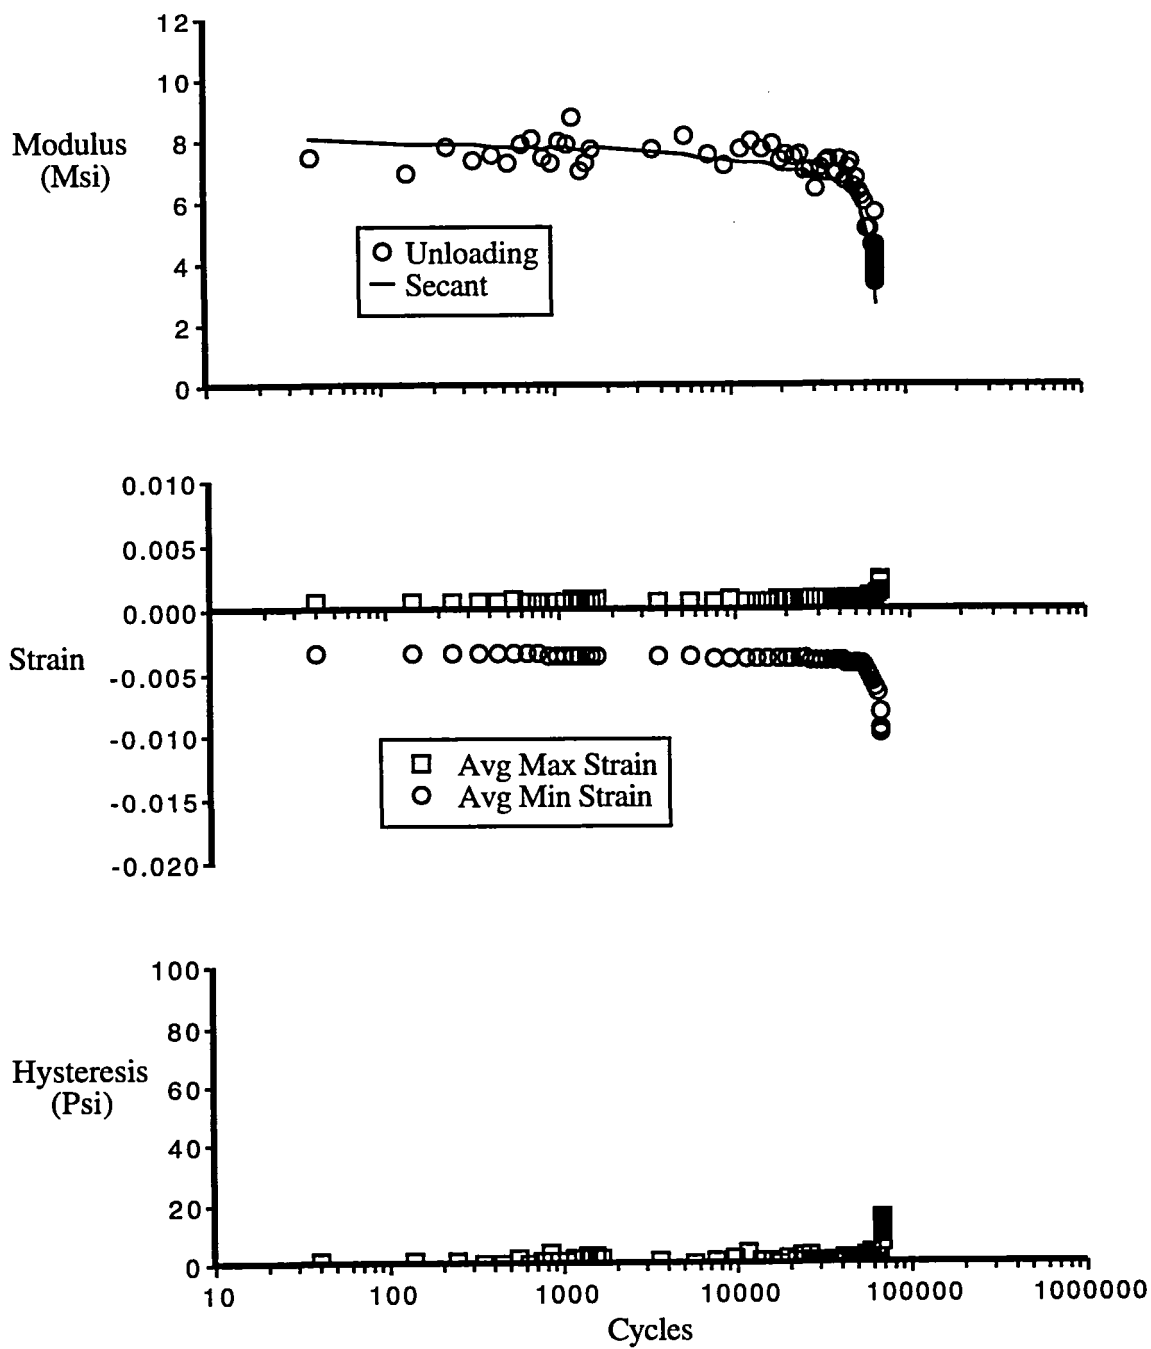 12
10
8
6
4
2
0
Modulus
(Msi)
Unloading
Secant
0.010
0.005
0.000
-0.005
-0.010
-0.015
-0.020
Strain
Avg Max Strain
Avg Min Strain
100
80
60
40
20
0
Hysteresis
(Psi)
10 100 1000 10000 100000 1000000
Cycles